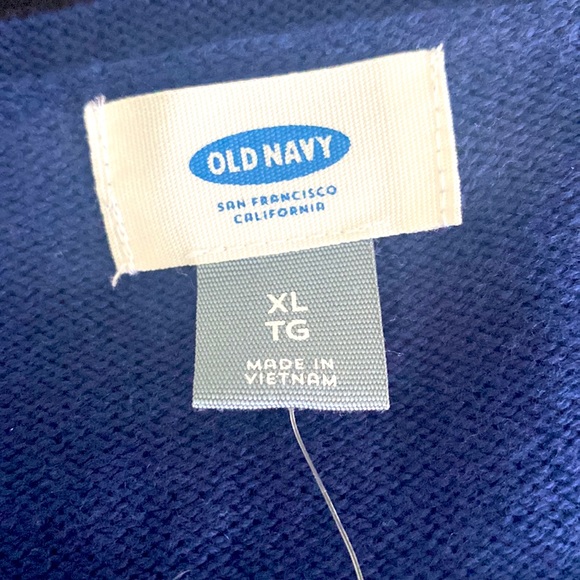 OLD NAVY
SAN FRANCISCO
CALIFORNIA
XL
TG
MADE IN
VIETNAM